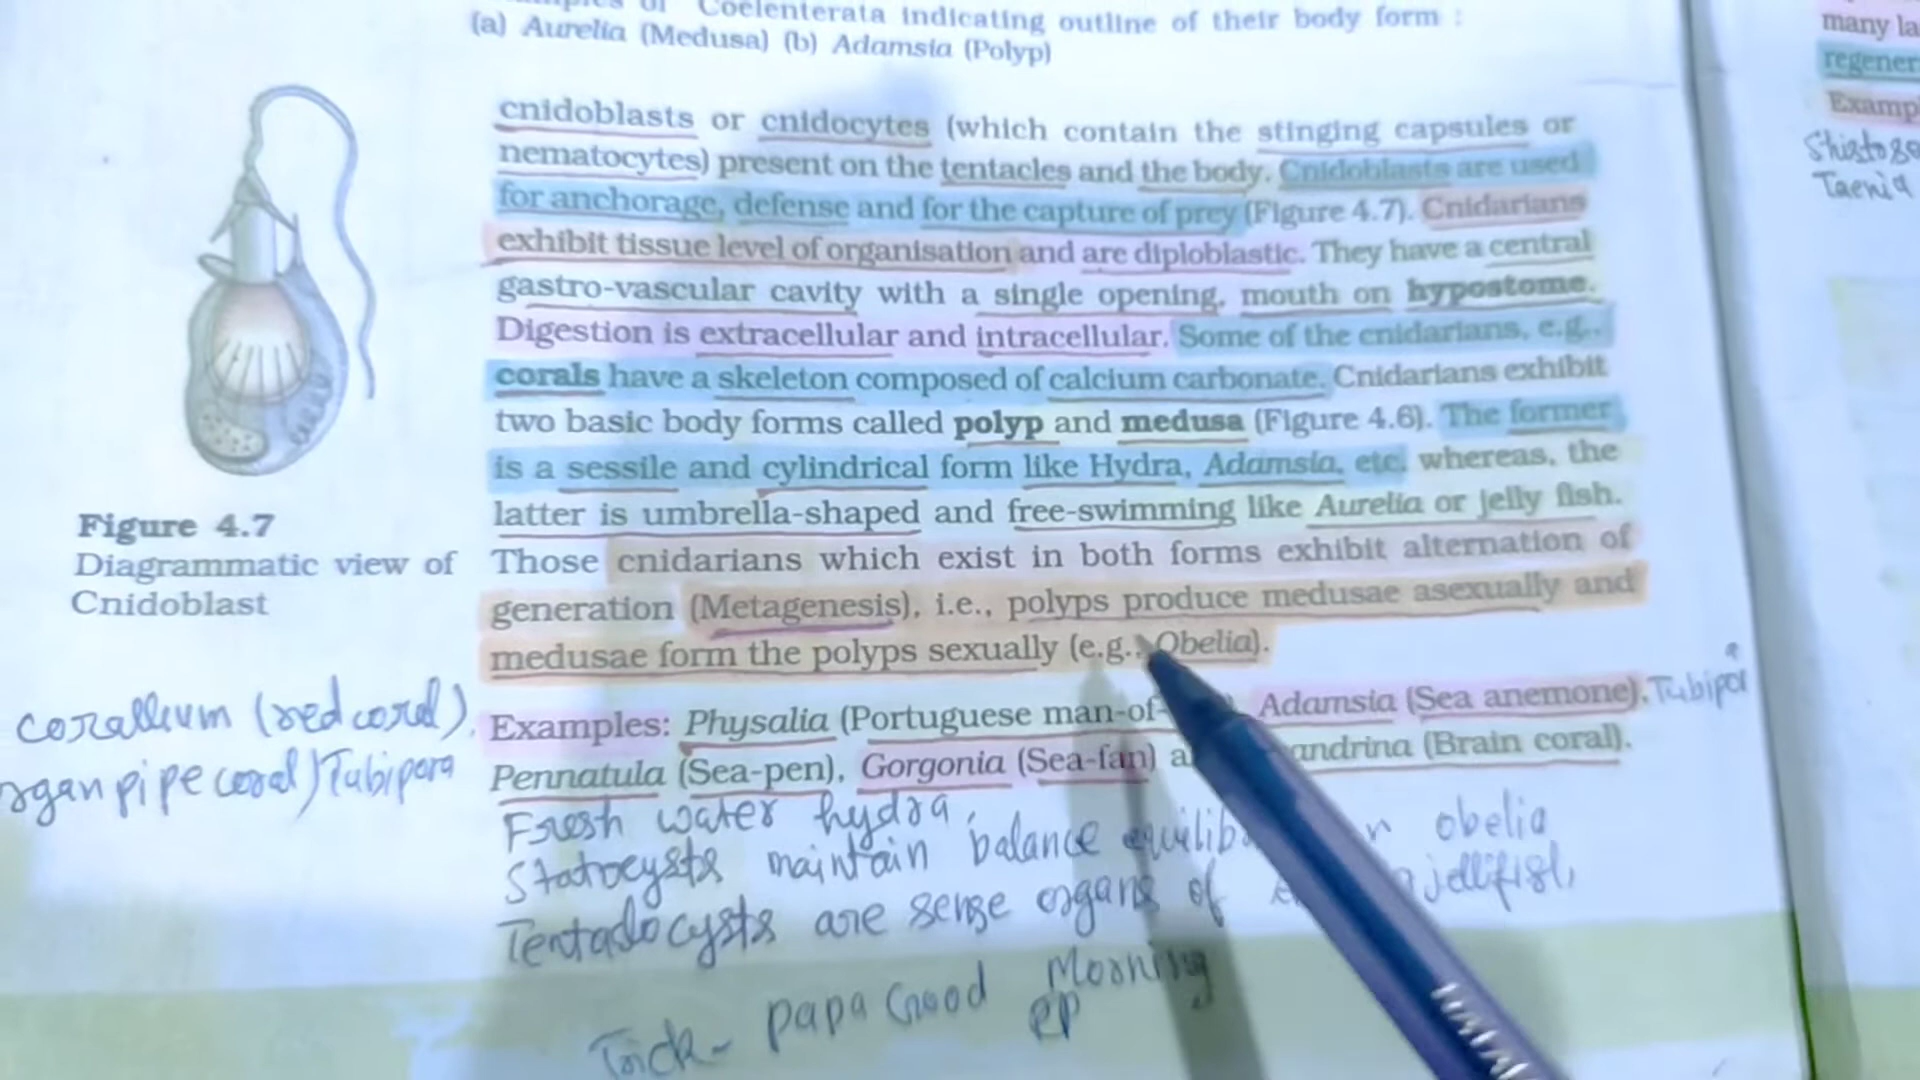 Coelenterata indicating outline of their body form :
(a) Aurelia (Medusa) (b) Adamsia (Polyp)
cnidoblasts or cnidocytes (which contain the stinging capsules or
nematocytes) present on the tentacles and the body. Cnidoblasts are used
for anchorage, defense and for the capture of prey (Figure 4.7). Cnidarians
exhibit tissue level of organisation and are diploblastic. They have a central
gastro-vascular cavity with a single opening, mouth on hypostome.
Digestion is extracellular and intracellular. Some of the cnidarians, e.g.,
corals have a skeleton composed of calcium carbonate. Cnidarians exhibit
two basic body forms called polyp and medusa (Figure 4.6). The former
is a sessile and cylindrical form like Hydra, Adamsia, etc. whereas, the
latter is umbrella-shaped and free-swimming like Aurelia or jelly fish.
Those cnidarians which exist in both forms exhibit alternation of
generation (Metagenesis), i.e., polyps produce medusae asexually and
medusae form the polyps sexually (e.g., Obelia).
Examples: Physalia (Portuguese man-of- Adamsia (Sea anemone), Tubipor
Pennatula (Sea-pen), Gorgonia (Sea-fan) a andrina (Brain coral).
Figure 4.7
Diagrammatic view of
Cnidoblast
corallium (red coral),
rgan pipe coral) Tubipora
Fresh water hydra,
Statocysts maintain balance equilib obelia
Tentaclocysts are sense organs of jellifish,
Trick - papa Good Morning
PP
many la
regener
Examp
Taenia